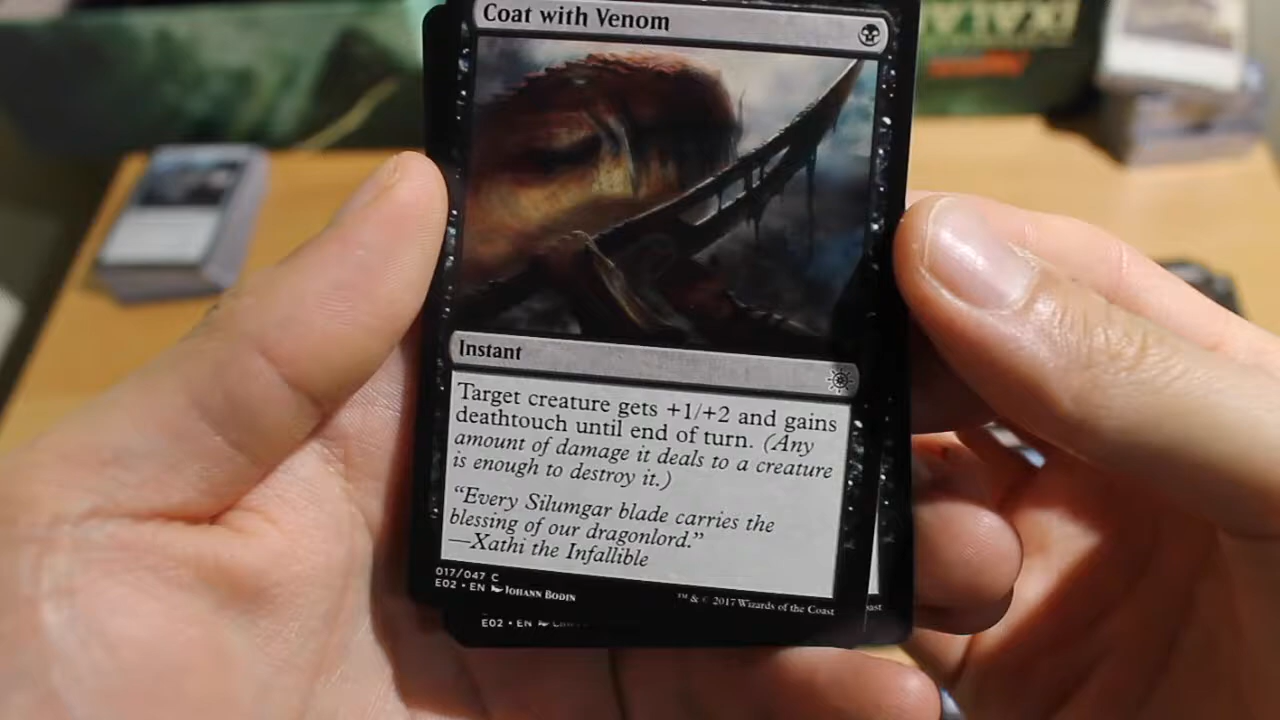 Coat with Venom
IXALAN
Instant
Target creature gets +1/+2 and gains
deathtouch until end of turn. (Any
amount of damage it deals to a creature
is enough to destroy it.)
“Every Silumgar blade carries the
blessing of our dragonlord.”
—Xathi the Infallible
017/047 C
E02 • EN Johann Bodin
™ & © 2017 Wizards of the Coast
E02 • EN